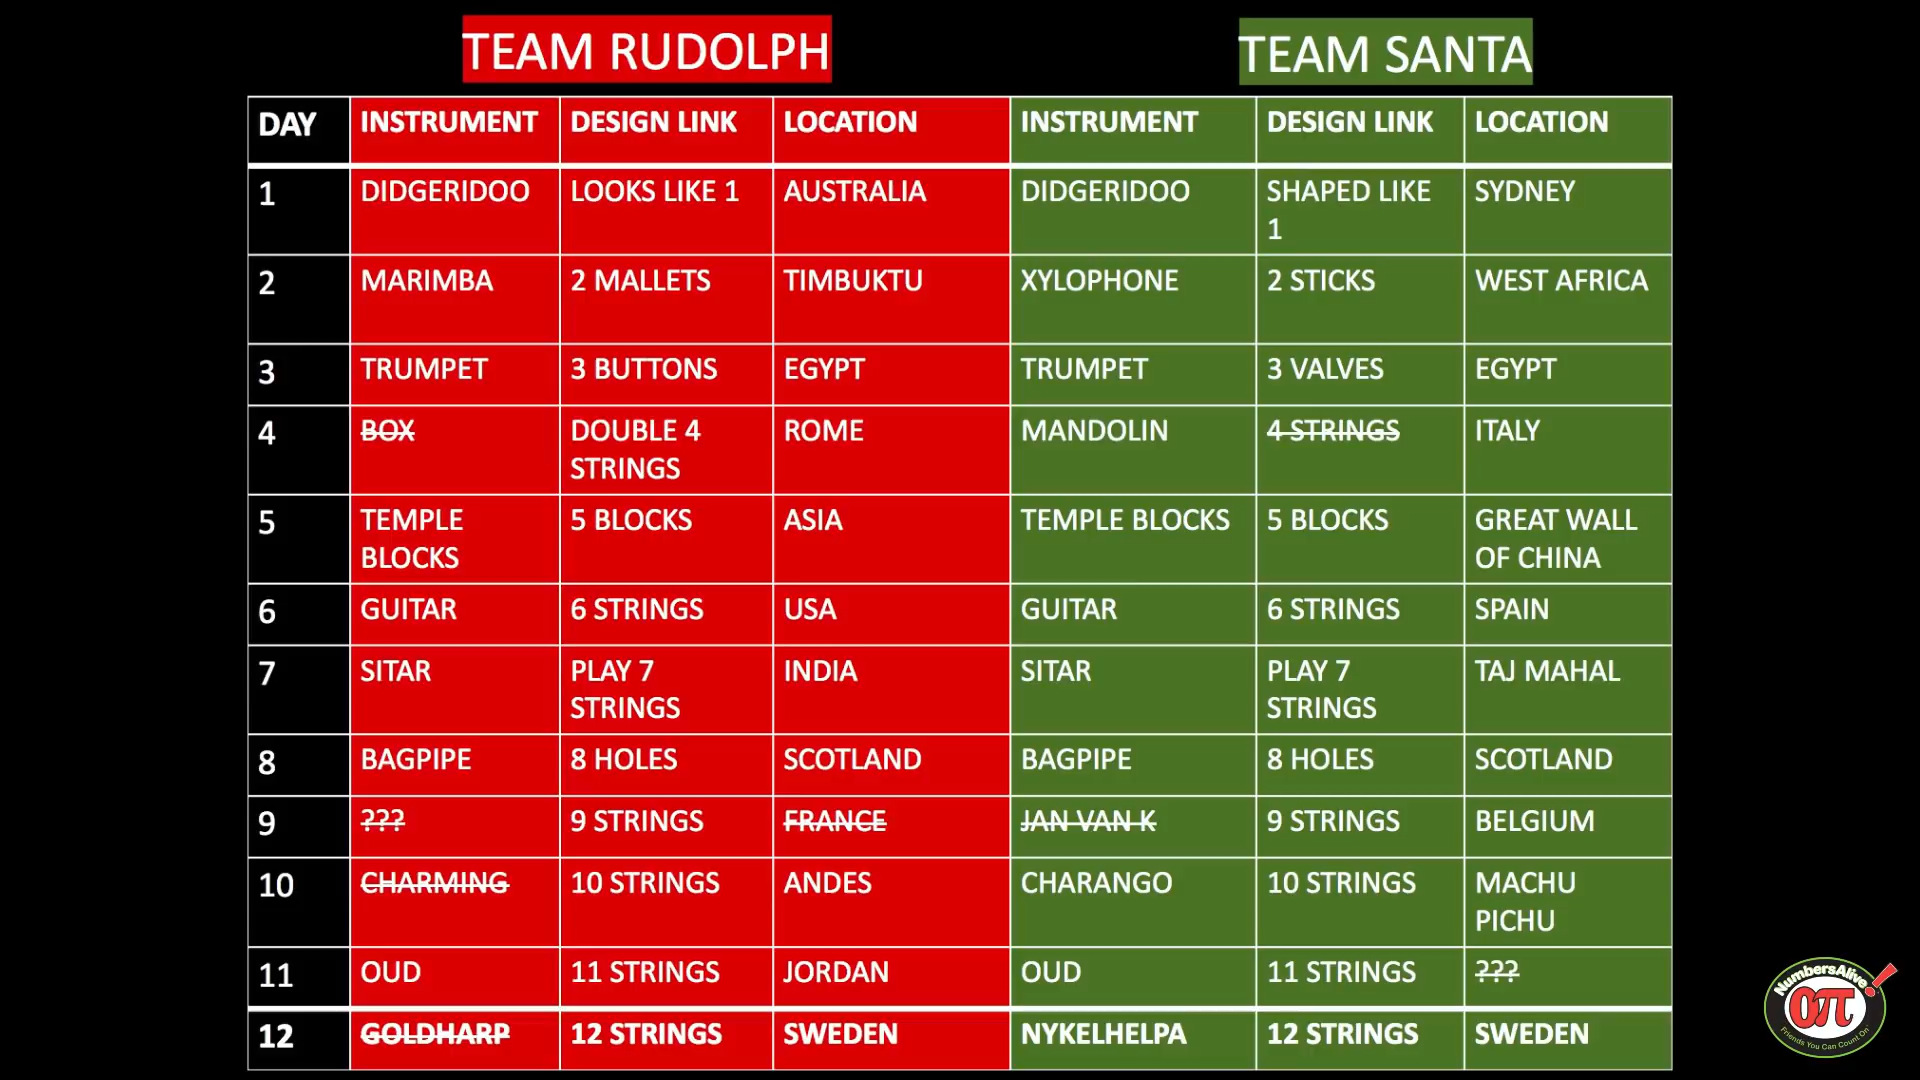 TEAM RUDOLPH TEAM SANTA
DAY INSTRUMENT DESIGN LINK LOCATION INSTRUMENT DESIGN LINK LOCATION
1 DIDGERIDOO LOOKS LIKE 1 AUSTRALIA DIDGERIDOO SHAPED LIKE SYDNEY
1
2 MARIMBA 2 MALLETS TIMBUKTU XYLOPHONE 2 STICKS WEST AFRICA
3 TRUMPET 3 BUTTONS EGYPT TRUMPET 3 VALVES EGYPT
4 BOX DOUBLE 4 ROME MANDOLIN 4 STRINGS ITALY
STRINGS
5 TEMPLE 5 BLOCKS ASIA TEMPLE BLOCKS 5 BLOCKS GREAT WALL
BLOCKS OF CHINA
6 GUITAR 6 STRINGS USA GUITAR 6 STRINGS SPAIN
7 SITAR PLAY 7 INDIA SITAR PLAY 7 TAJ MAHAL
STRINGS STRINGS
8 BAGPIPE 8 HOLES SCOTLAND BAGPIPE 8 HOLES SCOTLAND
9 ??? 9 STRINGS FRANCE JAN VAN K 9 STRINGS BELGIUM
10 CHARMING 10 STRINGS ANDES CHARANGO 10 STRINGS MACHU
PICHU
11 OUD 11 STRINGS JORDAN OUD 11 STRINGS ???
12 GOLDHARP 12 STRINGS SWEDEN NYKELHELPA 12 STRINGS SWEDEN
NumbersAlive!
0π
Friends You Can Count On